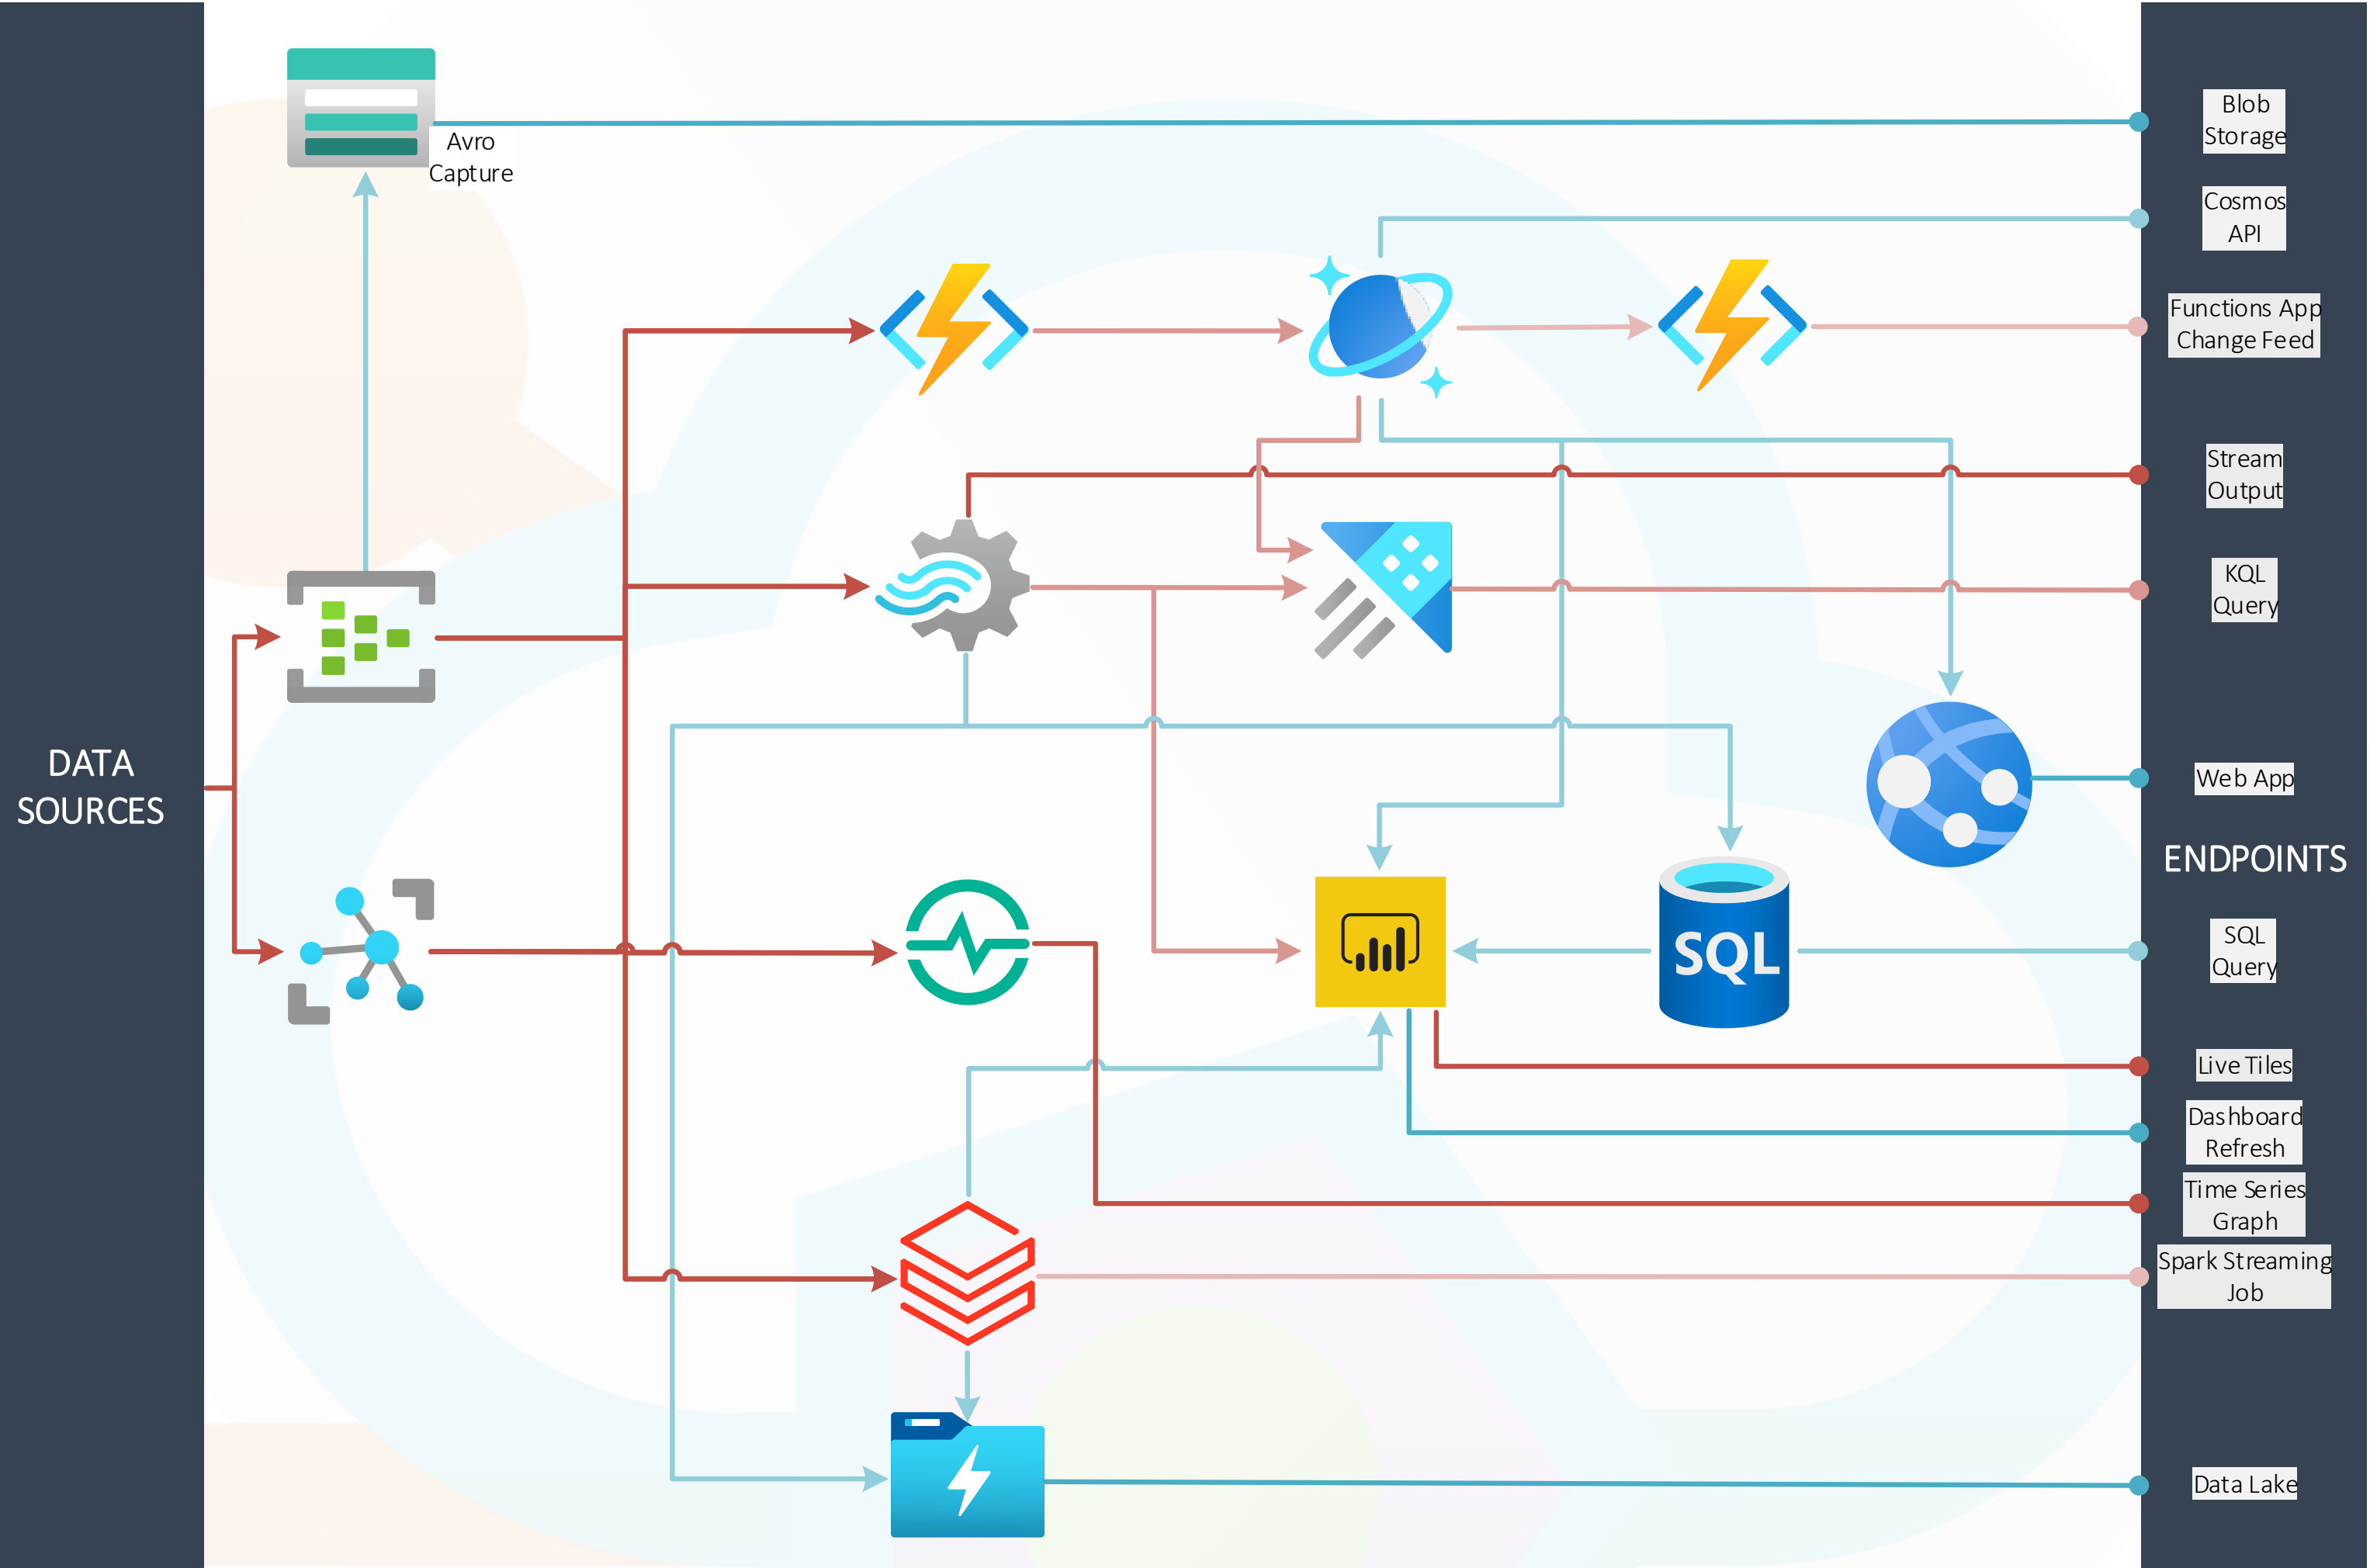 DATA
SOURCES
Avro
Capture
SQL
Blob
Storage
Cosmos
API
Functions App
Change Feed
Stream
Output
KQL
Query
Web App
ENDPOINTS
SQL
Query
Live Tiles
Dashboard
Refresh
Time Series
Graph
Spark Streaming
Job
Data Lake